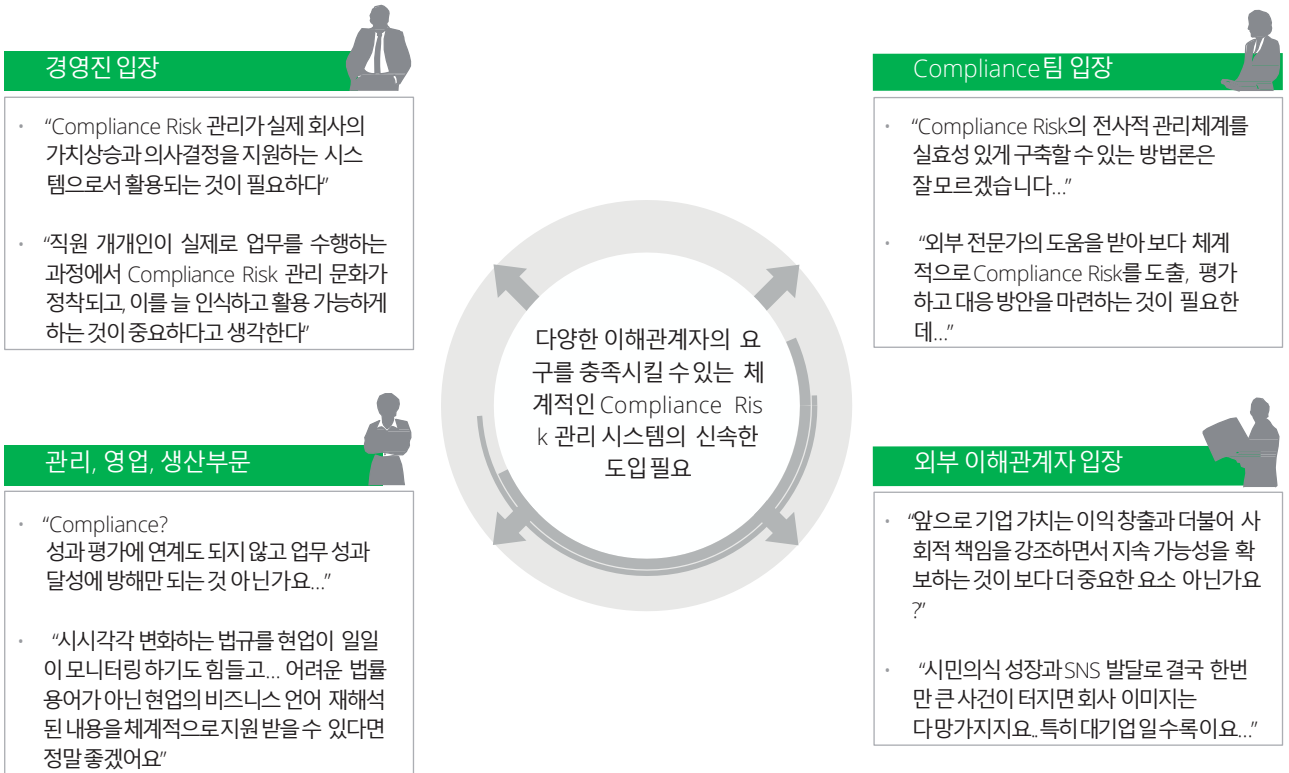 경영진 입장
· “Compliance Risk 관리가 실제 회사의
가치상승과 의사결정을 지원하는 시스
템으로서 활용되는 것이 필요하다”
· “직원 개개인이 실제로 업무를 수행하는
과정에서 Compliance Risk 관리 문화가
정착되고, 이를 늘 인식하고 활용 가능하게
하는 것이 중요하다고 생각한다”
Compliance팀 입장
· “Compliance Risk의 전사적 관리체계를
실효성 있게 구축할 수 있는 방법론은
잘모르겠습니다...”
· “외부 전문가의 도움을 받아 보다 체계
적으로 Compliance Risk를 도출, 평가
하고 대응 방안을 마련하는 것이 필요한
데...”
다양한 이해관계자의 요
구를 충족시킬 수 있는 체
계적인 Compliance Ris
k 관리 시스템의 신속한
도입 필요
관리, 영업, 생산부문
· “Compliance?
성과 평가에 연계도 되지 않고 업무 성과
달성에 방해만 되는 것 아닌가요...”
· “시시각각 변화하는 법규를 현업이 일일
이 모니터링 하기도 힘들고... 어려운 법률
용어가 아닌 현업의 비즈니스 언어 재해석
된 내용을 체계적으로 지원 받을 수 있다면
정말 좋겠어요”
외부 이해관계자 입장
· “앞으로 기업 가치는 이익 창출과 더불어 사
회적 책임을 강조하면서 지속 가능성을 확
보하는 것이 보다 더 중요한 요소 아닌가요
?”
· “시민의식 성장과 SNS 발달로 결국 한번
만 큰 사건이 터지면 회사 이미지는
다망가지지요..특히 대기업일수록이요...”